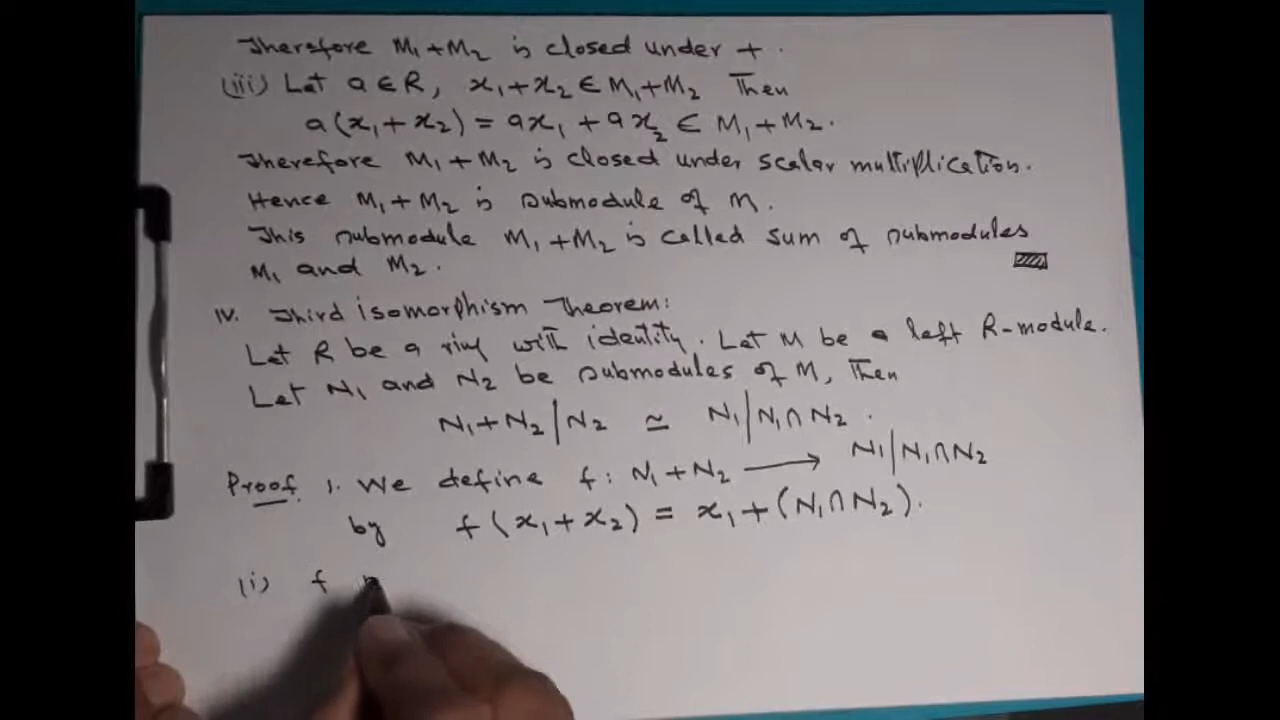 Therefore M₁+M₂ is closed under + .
(iii) Let a ∈ R, x₁+x₂ ∈ M₁+M₂ Then
a(x₁+x₂) = ax₁ + ax₂ ∈ M₁+M₂.
Therefore M₁+M₂ is closed under scalar multiplication.
Hence M₁+M₂ is submodule of M.
This submodule M₁+M₂ is called sum of submodules
M₁ and M₂.
IV. Third isomorphism Theorem:
Let R be a ring with identity. Let M be a left R-module.
Let N₁ and N₂ be submodules of M, Then
N₁+N₂/N₂ ≃ N₁/N₁∩N₂ .
Proof. 1. We define f: N₁+N₂ ⟶ N₁/N₁∩N₂
by f(x₁+x₂) = x₁+(N₁∩N₂).
(i) f